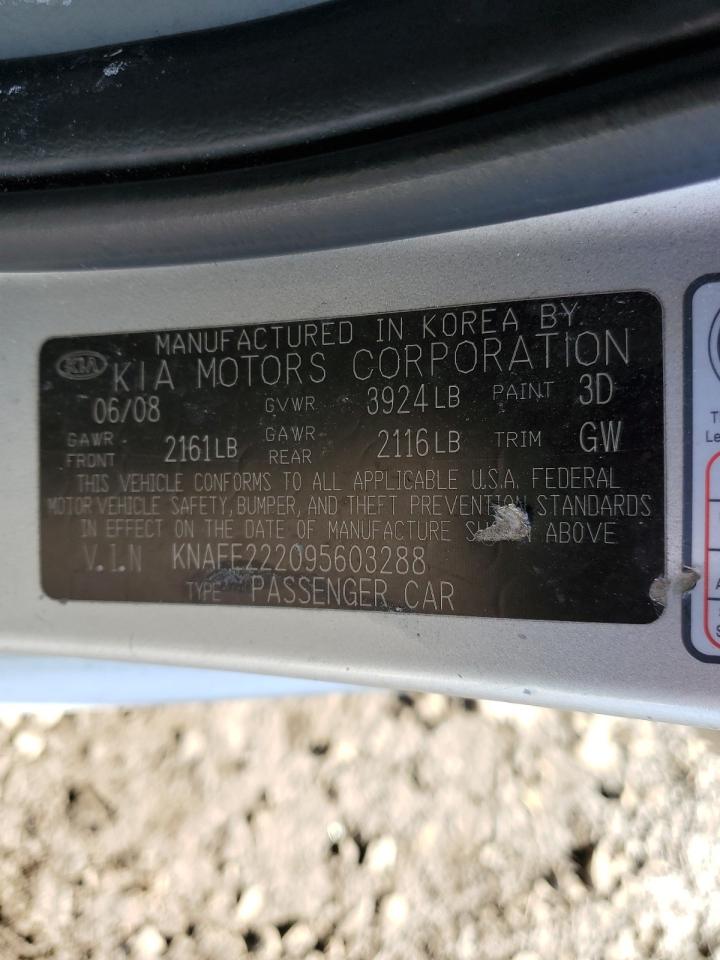 MANUFACTURED IN KOREA BY
KIA KIA MOTORS CORPORATION
06/08 GVWR 3924LB PAINT 3D
GAWR FRONT 2161LB GAWR REAR 2116LB TRIM GW
THIS VEHICLE CONFORMS TO ALL APPLICABLE U.S.A. FEDERAL
MOTOR VEHICLE SAFETY, BUMPER, AND THEFT PREVENTION STANDARDS
IN EFFECT ON THE DATE OF MANUFACTURE ABOVE
V.I.N KNAFE222095603288
TYPE PASSENGER CAR